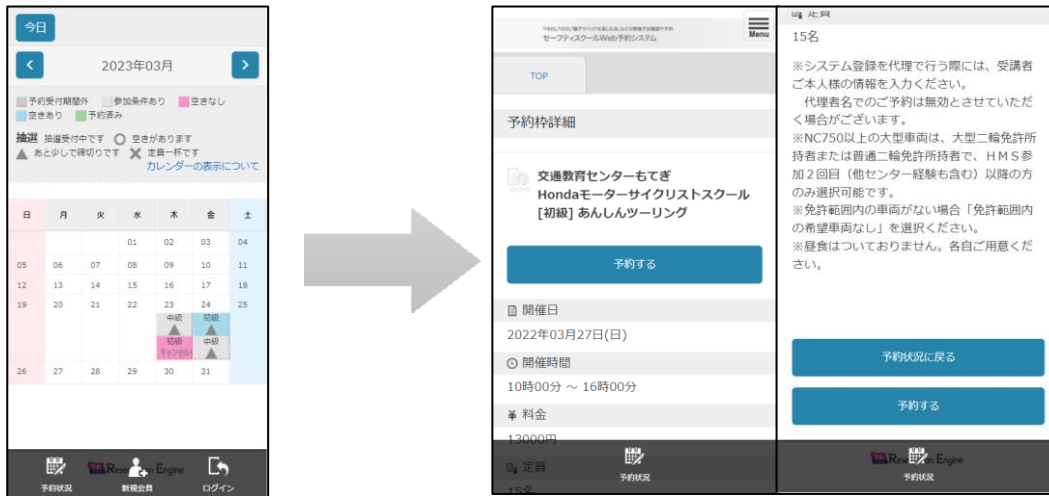 今日
2023年03月
予約受付期間外 参加条件あり 空きなし
空きあり 予約済み
抽選 抽選受付中です 空きがあります
あと少しで締切りです 定員一杯です
カレンダーの表示について
日 月 火 水 木 金 土
01 02 03 04
05 06 07 08 09 10 11
12 13 14 15 16 17 18
19 20 21 22 23 24 25
中級 初級
初級 中級
キャンセル
26 27 28 29 30 31
予約状況 新規会員 ログイン
セーフティスクールWeb予約システム
Menu
TOP
予約枠詳細
交通教育センターもてぎ
Hondaモーターサイクリストスクール
[初級] あんしんツーリング
予約する
開催日
2022年03月27日(日)
開催時間
10時00分 ～ 16時00分
¥ 料金
13000円
定員
15名
予約状況
定員
15名
※システム登録を代理で行う際には、受講者
ご本人様の情報を入力ください。
代理者名でのご予約は無効とさせていただ
く場合がございます。
※NC750以上の大型車両は、大型二輪免許所
持者または普通二輪免許所持者で、ＨＭＳ参
加２回目（他センター経験も含む）以降の方
のみ選択可能です。
※免許範囲内の車両がない場合「免許範囲内
の希望車両なし」を選択ください。
※昼食はついておりません。各自ご用意くだ
さい。
予約状況に戻る
予約する
Engine
予約状況